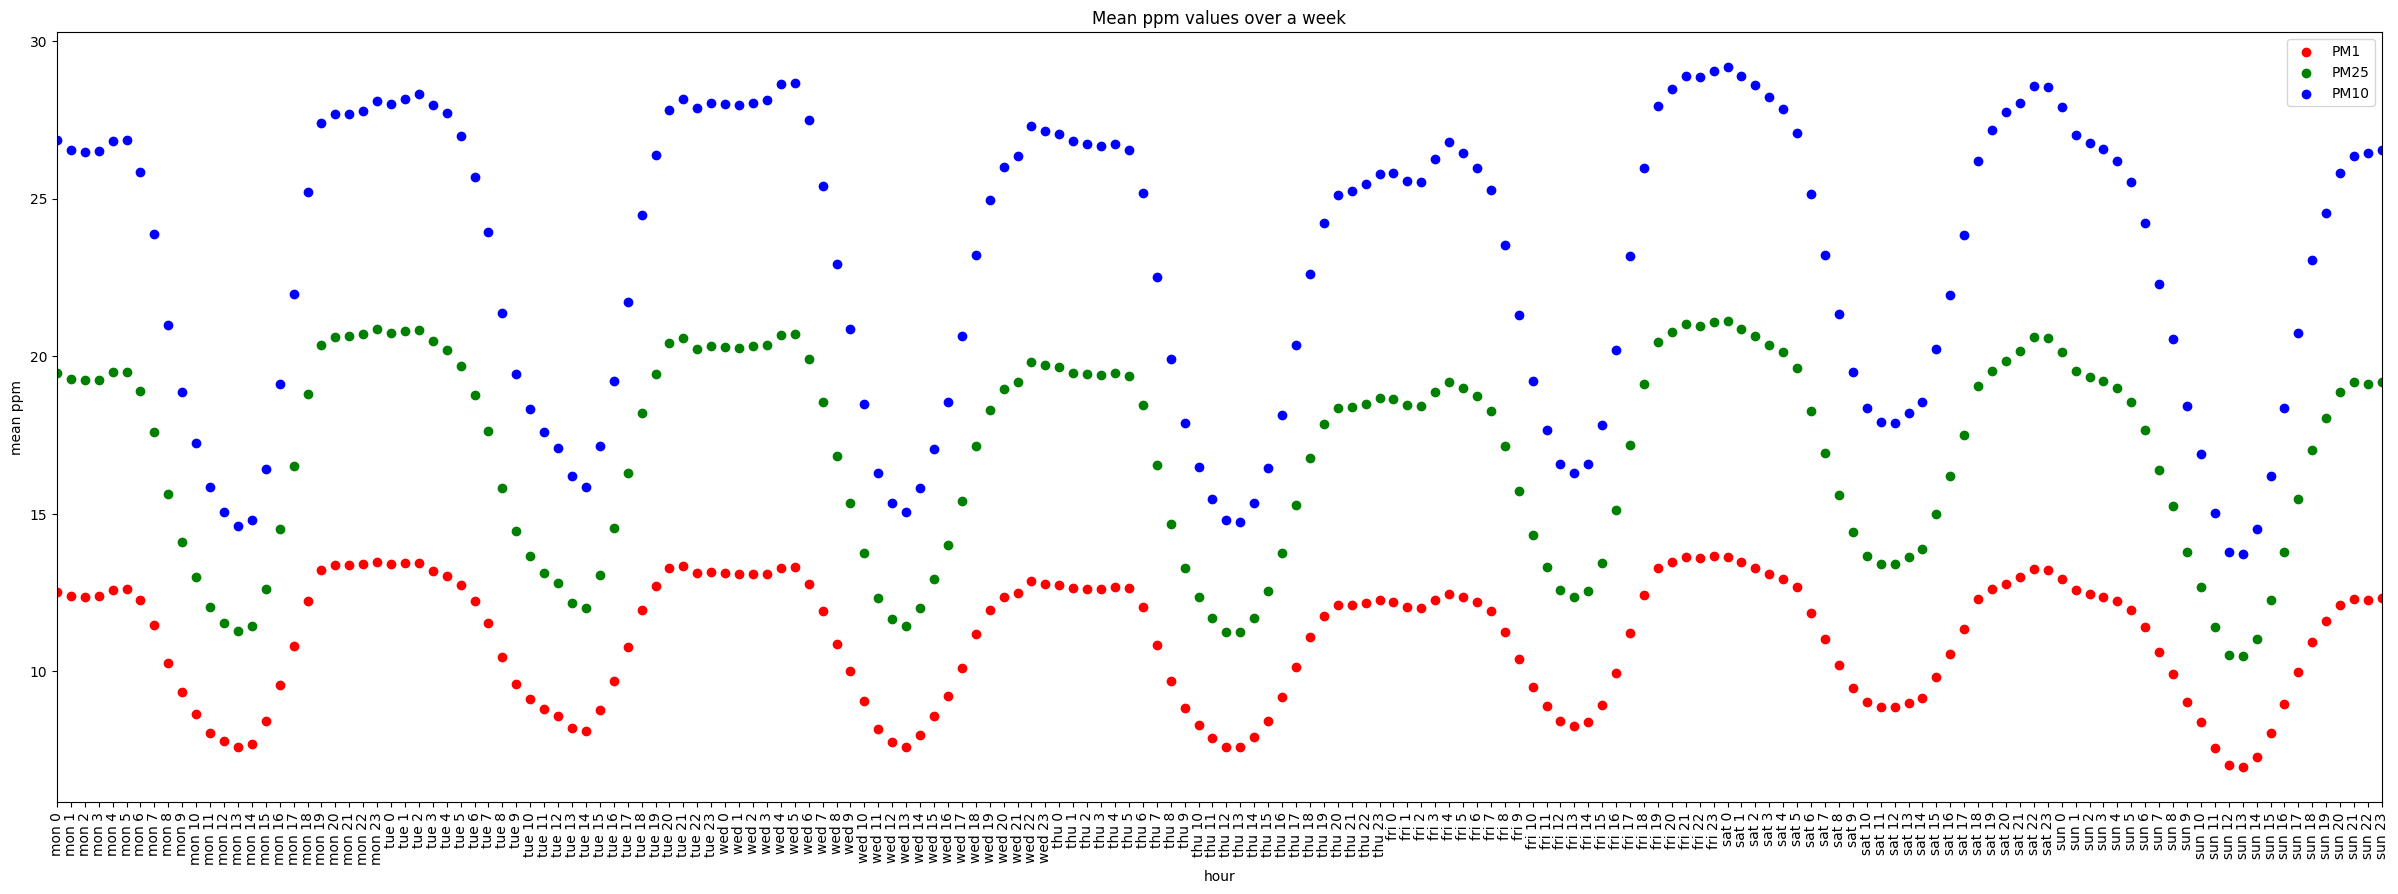 Mean ppm values over a week
30
25
20
15
10
mean ppm
PM1
PM25
PM10
mon 0
mon 1
mon 2
mon 3
mon 4
mon 5
mon 6
mon 7
mon 8
mon 9
mon 10
mon 11
mon 12
mon 13
mon 14
mon 15
mon 16
mon 17
mon 18
mon 19
mon 20
mon 21
mon 22
mon 23
tue 0
tue 1
tue 2
tue 3
tue 4
tue 5
tue 6
tue 7
tue 8
tue 9
tue 10
tue 11
tue 12
tue 13
tue 14
tue 15
tue 16
tue 17
tue 18
tue 19
tue 20
tue 21
tue 22
tue 23
wed 0
wed 1
wed 2
wed 3
wed 4
wed 5
wed 6
wed 7
wed 8
wed 9
wed 10
wed 11
wed 12
wed 13
wed 14
wed 15
wed 16
wed 17
wed 18
wed 19
wed 20
wed 21
wed 22
wed 23
thu 0
thu 1
thu 2
thu 3
thu 4
thu 5
thu 6
thu 7
thu 8
thu 9
thu 10
thu 11
thu 12
thu 13
thu 14
thu 15
thu 16
thu 17
thu 18
thu 19
thu 20
thu 21
thu 22
thu 23
fri 0
fri 1
fri 2
fri 3
fri 4
fri 5
fri 6
fri 7
fri 8
fri 9
fri 10
fri 11
fri 12
fri 13
fri 14
fri 15
fri 16
fri 17
fri 18
fri 19
fri 20
fri 21
fri 22
fri 23
sat 0
sat 1
sat 2
sat 3
sat 4
sat 5
sat 6
sat 7
sat 8
sat 9
sat 10
sat 11
sat 12
sat 13
sat 14
sat 15
sat 16
sat 17
sat 18
sat 19
sat 20
sat 21
sat 22
sat 23
sun 0
sun 1
sun 2
sun 3
sun 4
sun 5
sun 6
sun 7
sun 8
sun 9
sun 10
sun 11
sun 12
sun 13
sun 14
sun 15
sun 16
sun 17
sun 18
sun 19
sun 20
sun 21
sun 22
sun 23
hour